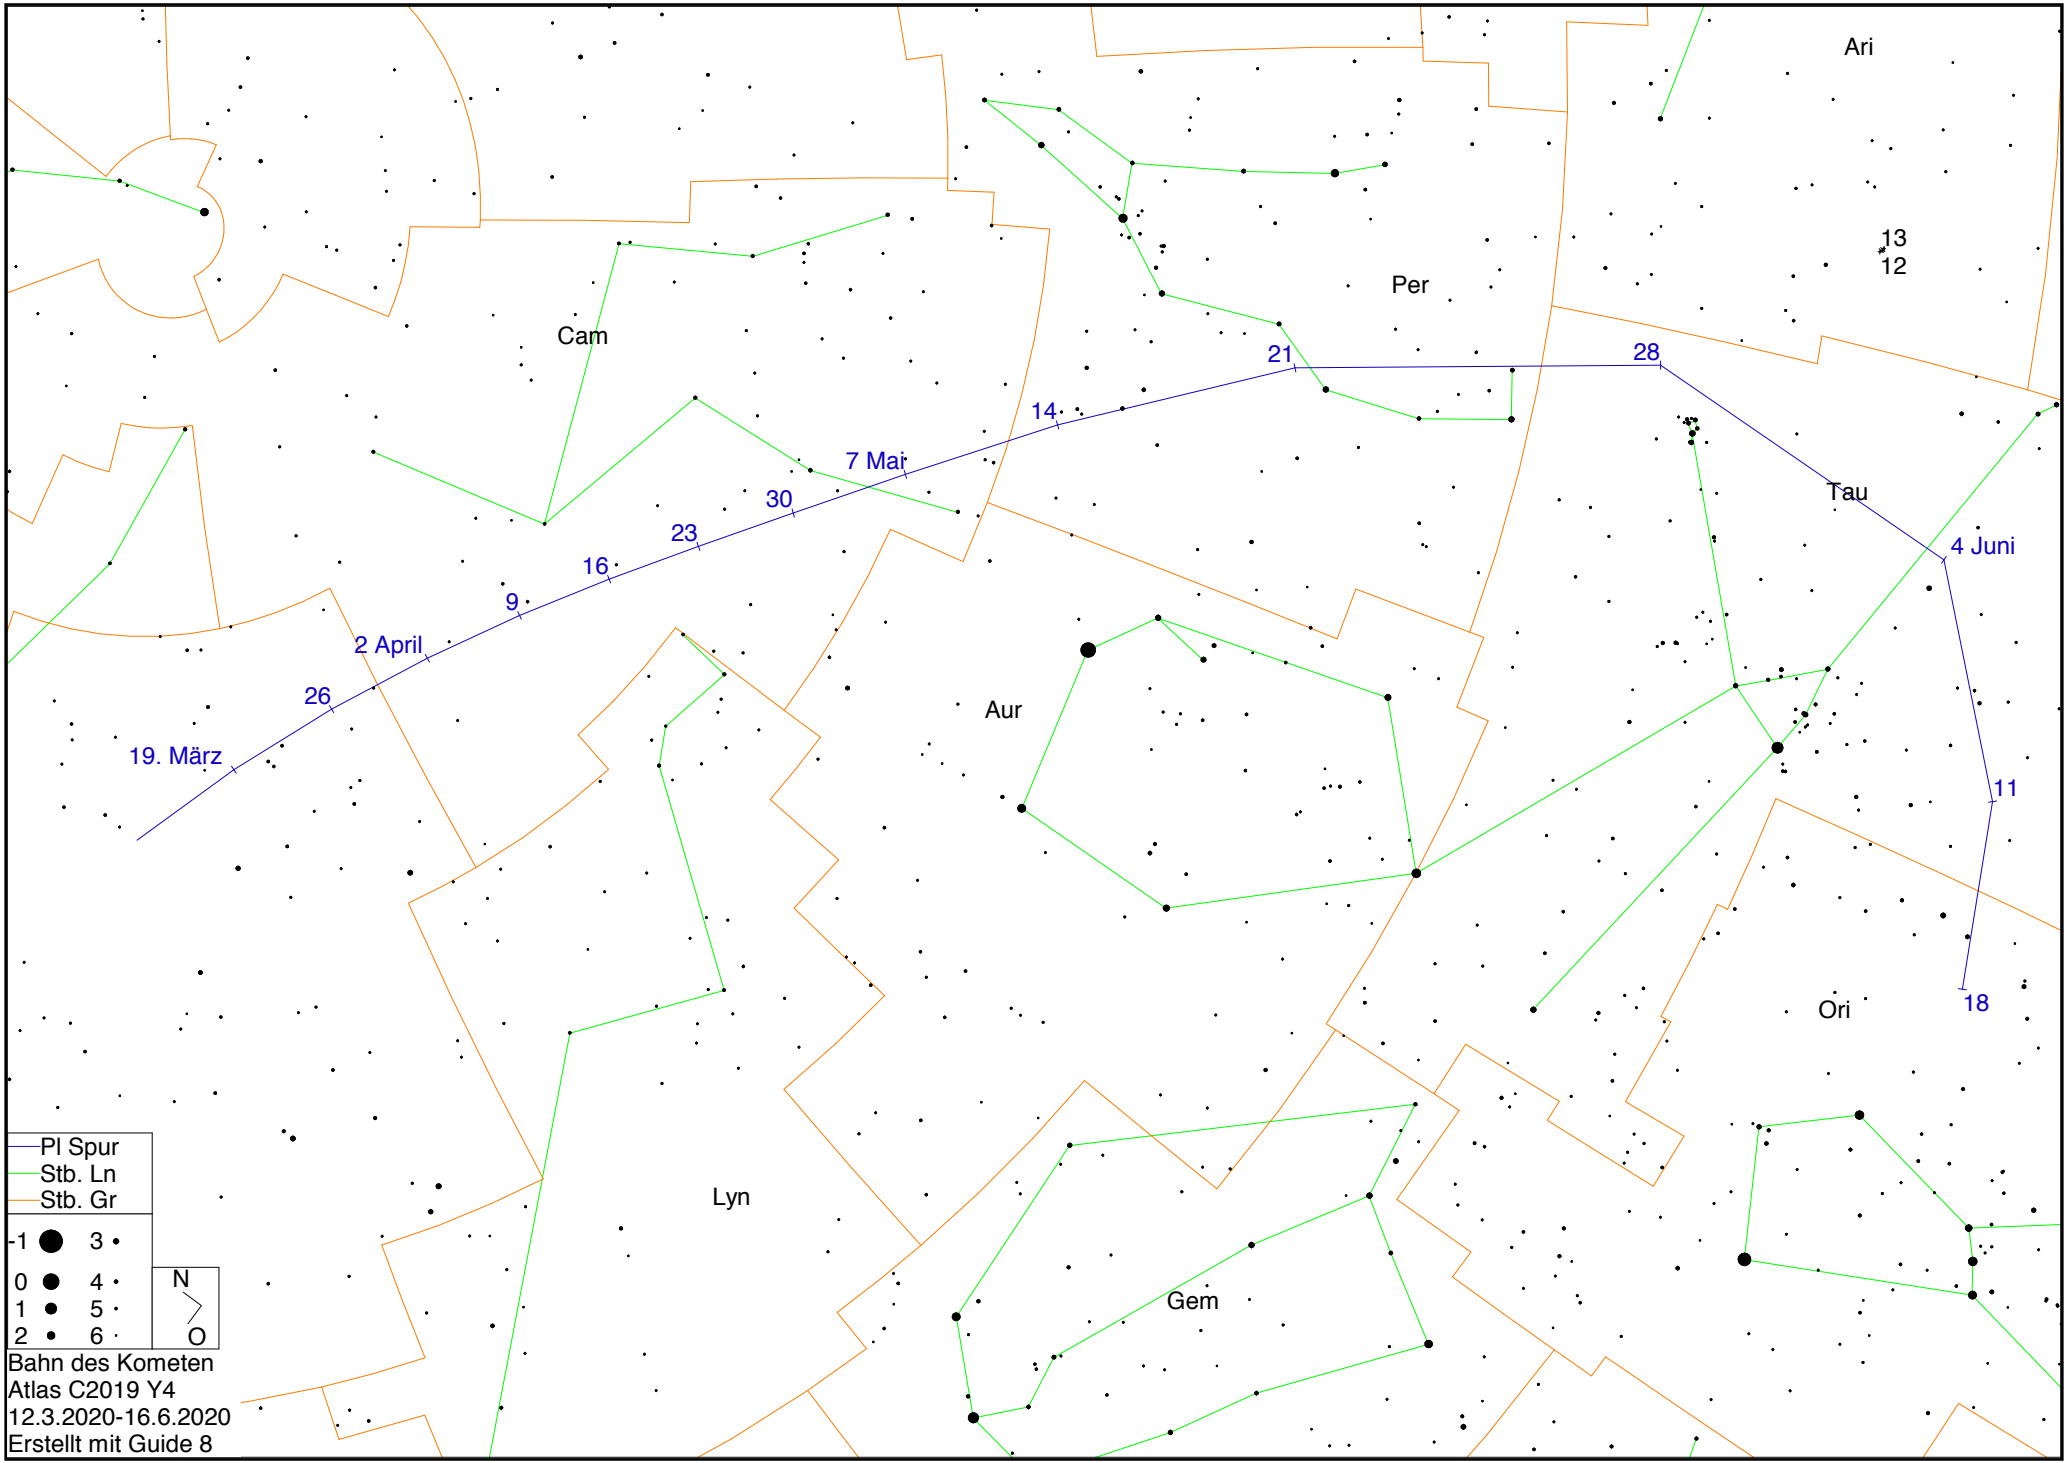 Ari
13
12
Per
Cam
21
28
14
7 Mai
Tau
30
23
4 Juni
16
9
2 April
26
Aur
19. März
11
Ori
18
Pl Spur
Stb. Ln
Stb. Gr
Lyn
-1 3
0 4
1 5
2 6
N
O
Gem
Bahn des Kometen
Atlas C2019 Y4
12.3.2020-16.6.2020
Erstellt mit Guide 8